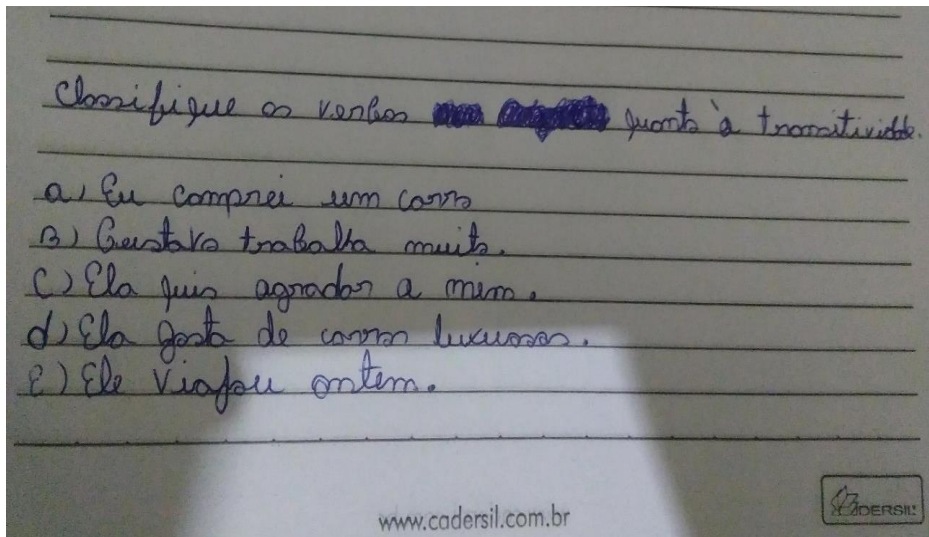 Classifique os verbos quanto à transitividade.
a) Eu comprei um carro
B) Gustavo trabalha muito.
C) Ela quis agradar a mim.
d) Ela gosta de carros luxuosos.
E) Ele viajou ontem.
www.cadersil.com.br
CADERSIL